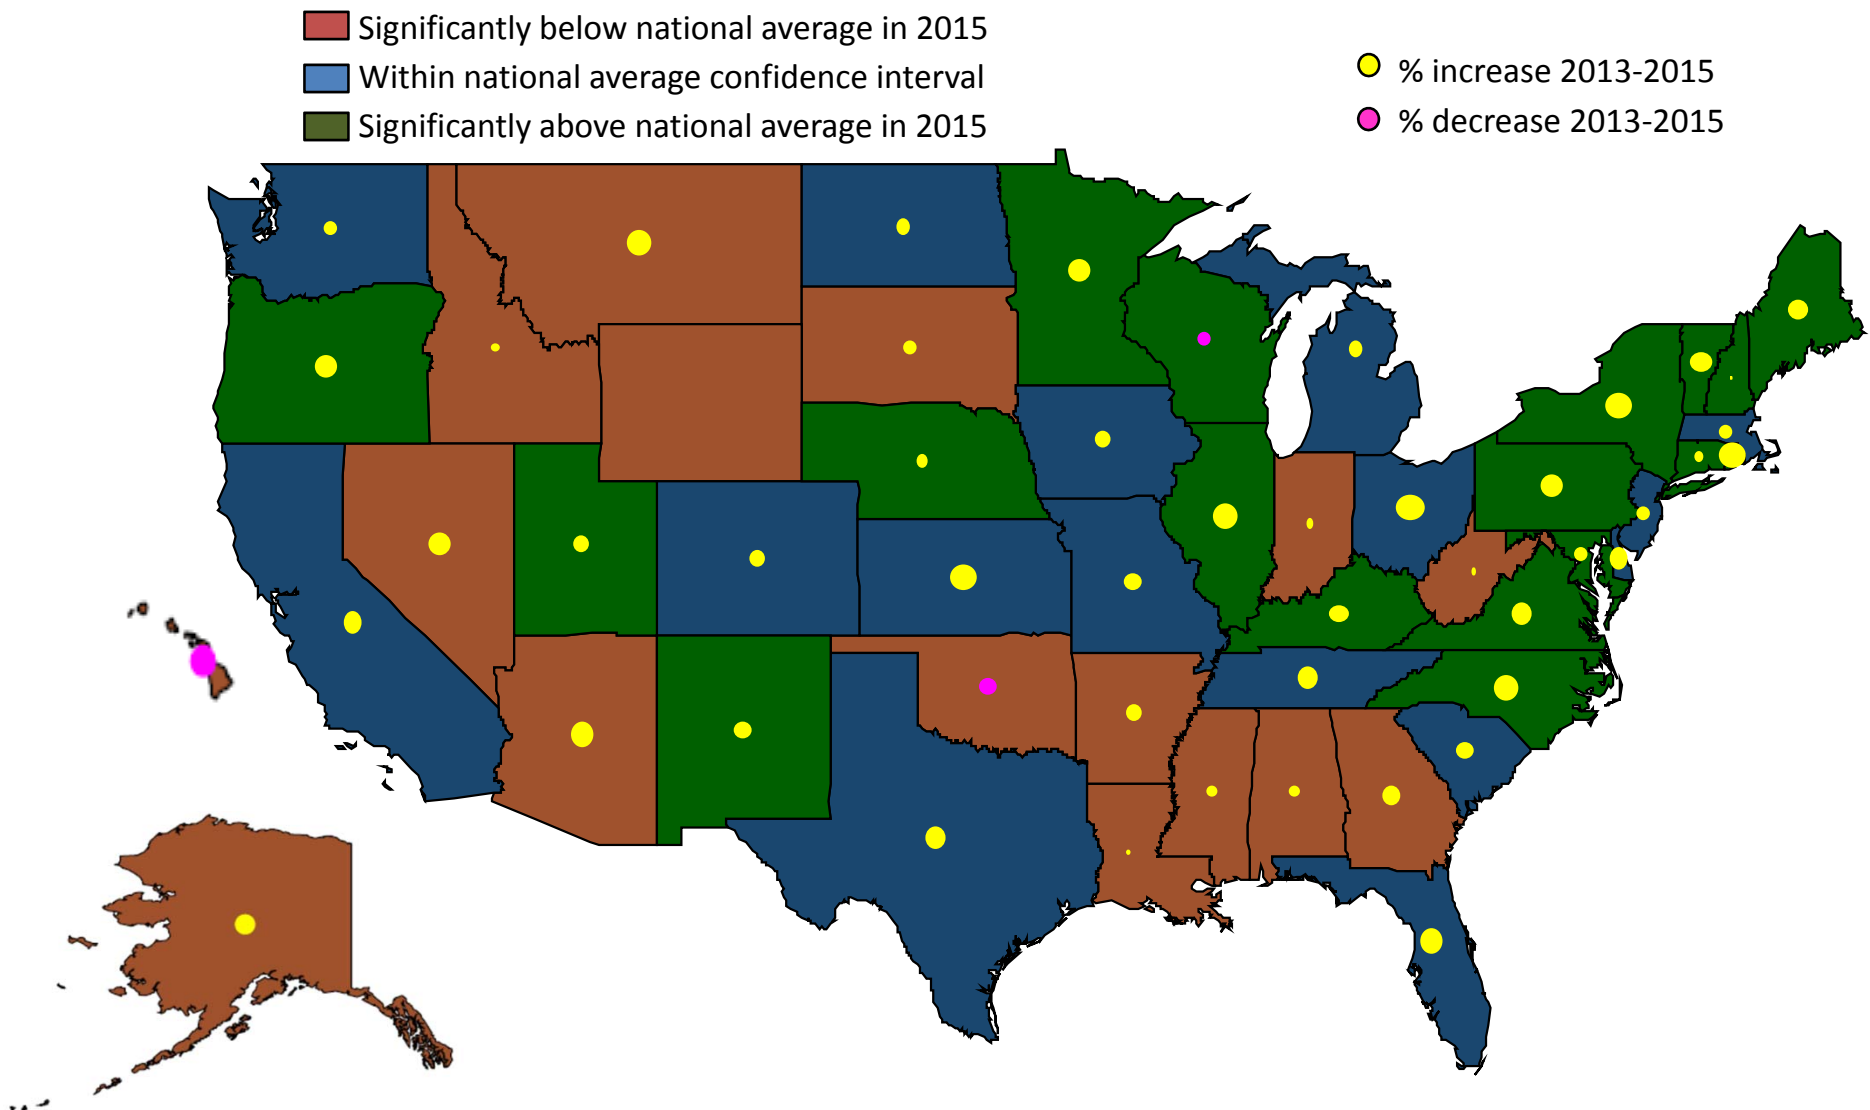 Significantly below national average in 2015
Within national average confidence interval
Significantly above national average in 2015
% increase 2013-2015
% decrease 2013-2015